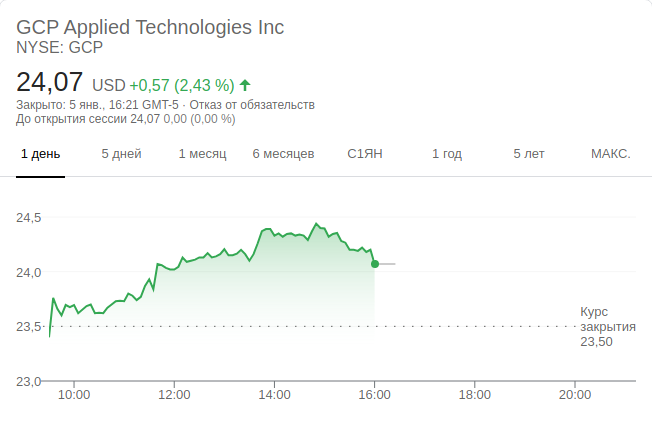 GCP Applied Technologies Inc
NYSE: GCP
24,07 USD +0,57 (2,43 %)
Закрыто: 5 янв., 16:21 GMT-5 · Отказ от обязательств
До открытия сессии 24,07 0,00 (0,00 %)
1 день 5 дней 1 месяц 6 месяцев С1ЯН 1 год 5 лет МАКС.
24,5
24,0
23,5
23,0
Курс
закрытия
23,50
10:00 12:00 14:00 16:00 18:00 20:00